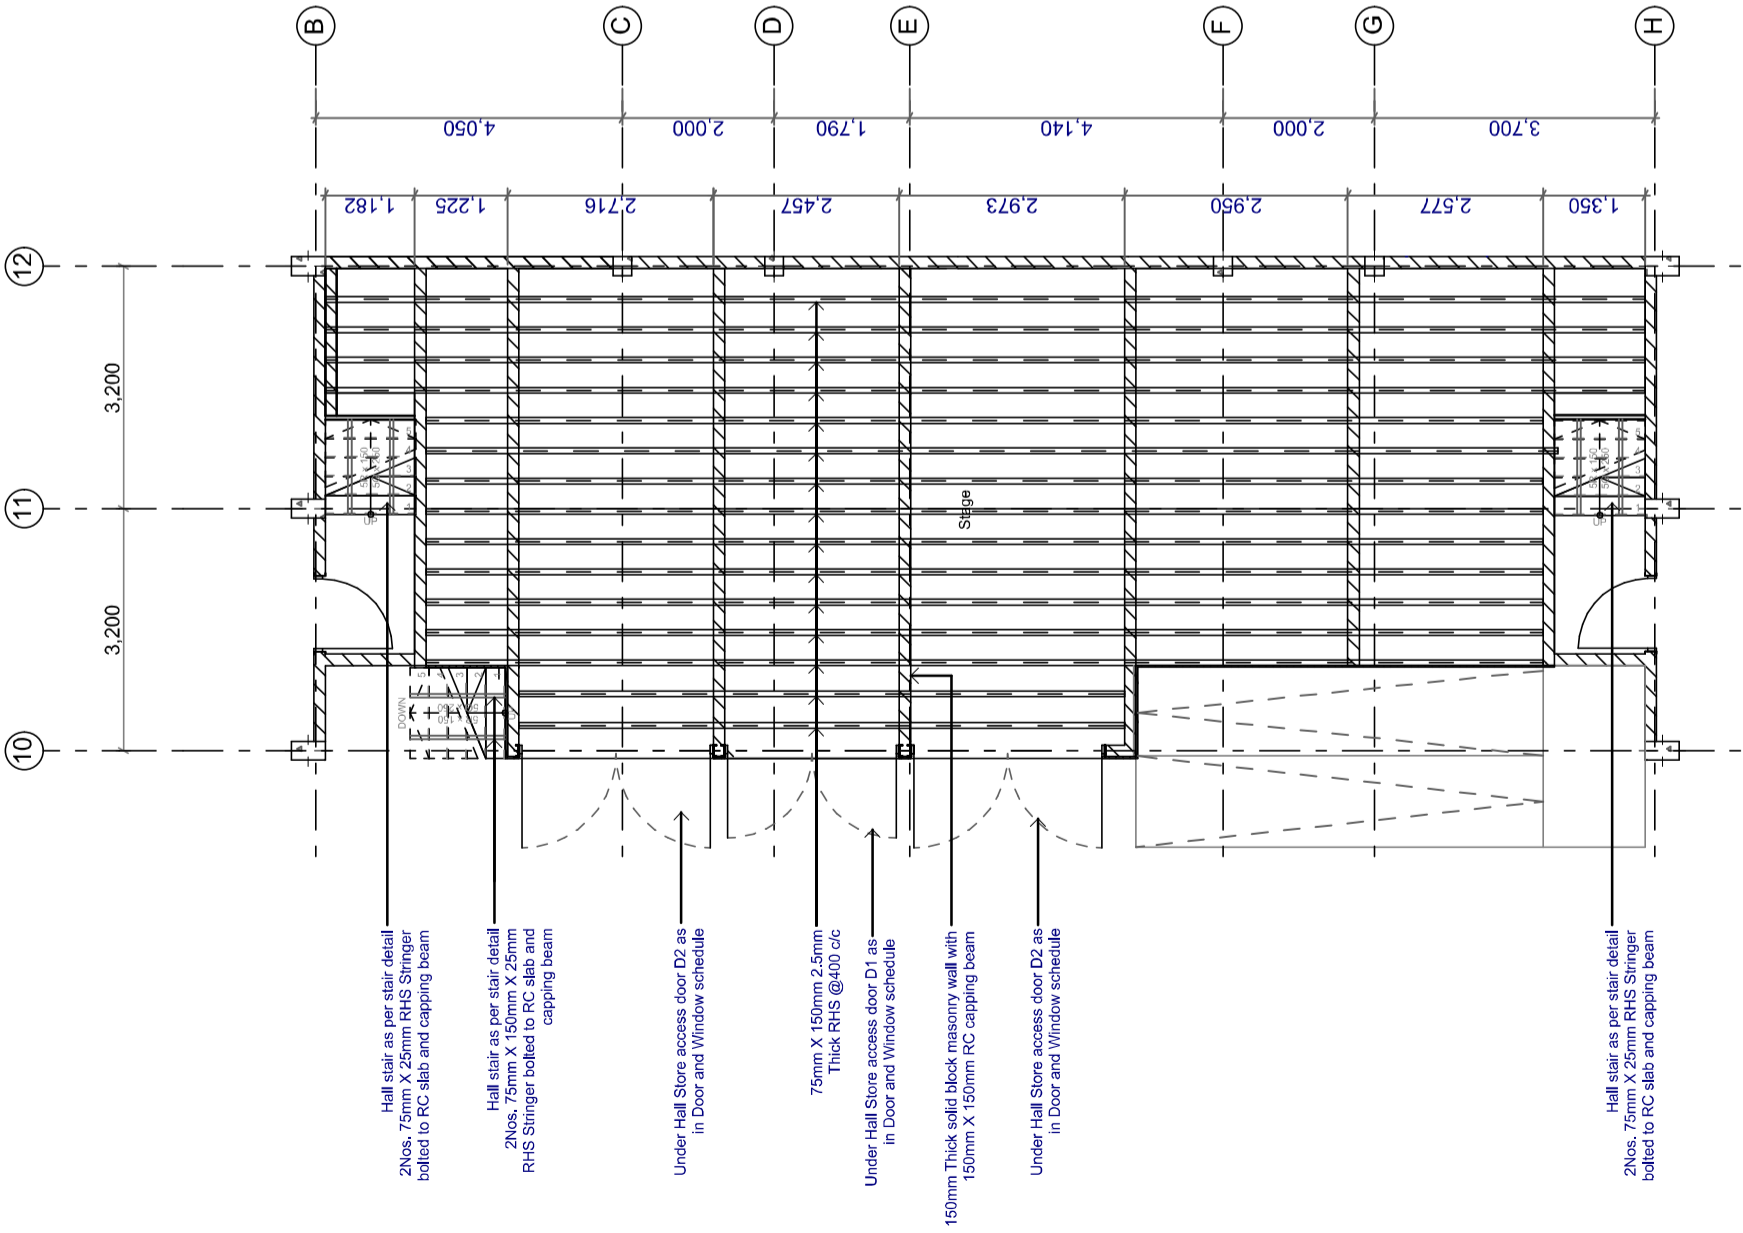 B
C
D
E
F
G
H
4,050
2,000
1,790
4,140
2,000
3,700
1,182
1,225
2,716
2,457
2,973
2,950
2,577
1,350
12
11
10
3,200
3,200
Stage
UP
UP
DOWN
Hall stair as per stair detail
2Nos. 75mm X 25mm RHS Stringer
bolted to RC slab and capping beam
Hall stair as per stair detail
2Nos. 75mm X 150mm X 25mm
RHS Stringer bolted to RC slab and
capping beam
Under Hall Store access door D2 as
in Door and Window schedule
75mm X 150mm 2.5mm
Thick RHS @400 c/c
Under Hall Store access door D1 as
in Door and Window schedule
150mm Thick solid block masonry wall with
150mm X 150mm RC capping beam
Under Hall Store access door D2 as
in Door and Window schedule
Hall stair as per stair detail
2Nos. 75mm X 25mm RHS Stringer
bolted to RC slab and capping beam